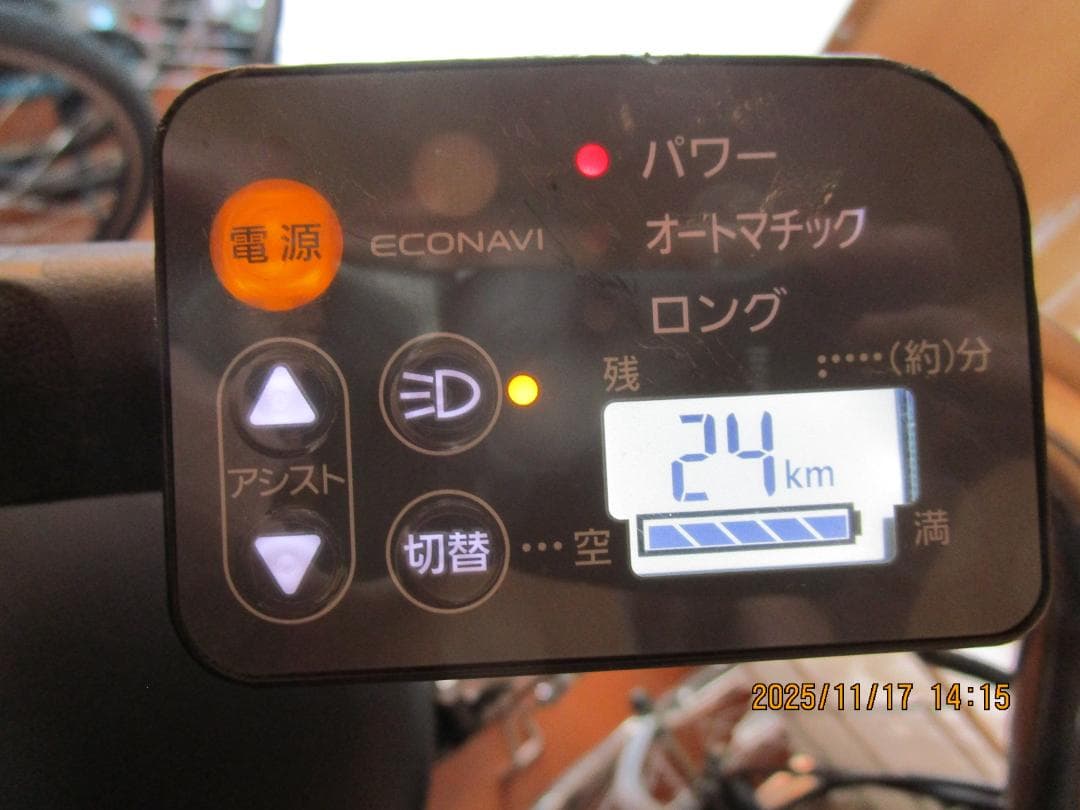 パワー
電源 ECONAVI オートマチック
ロング
残 ･･････(約)分
アシスト
24km
切替 ･･･ 空 満
2025/11/17 14:15